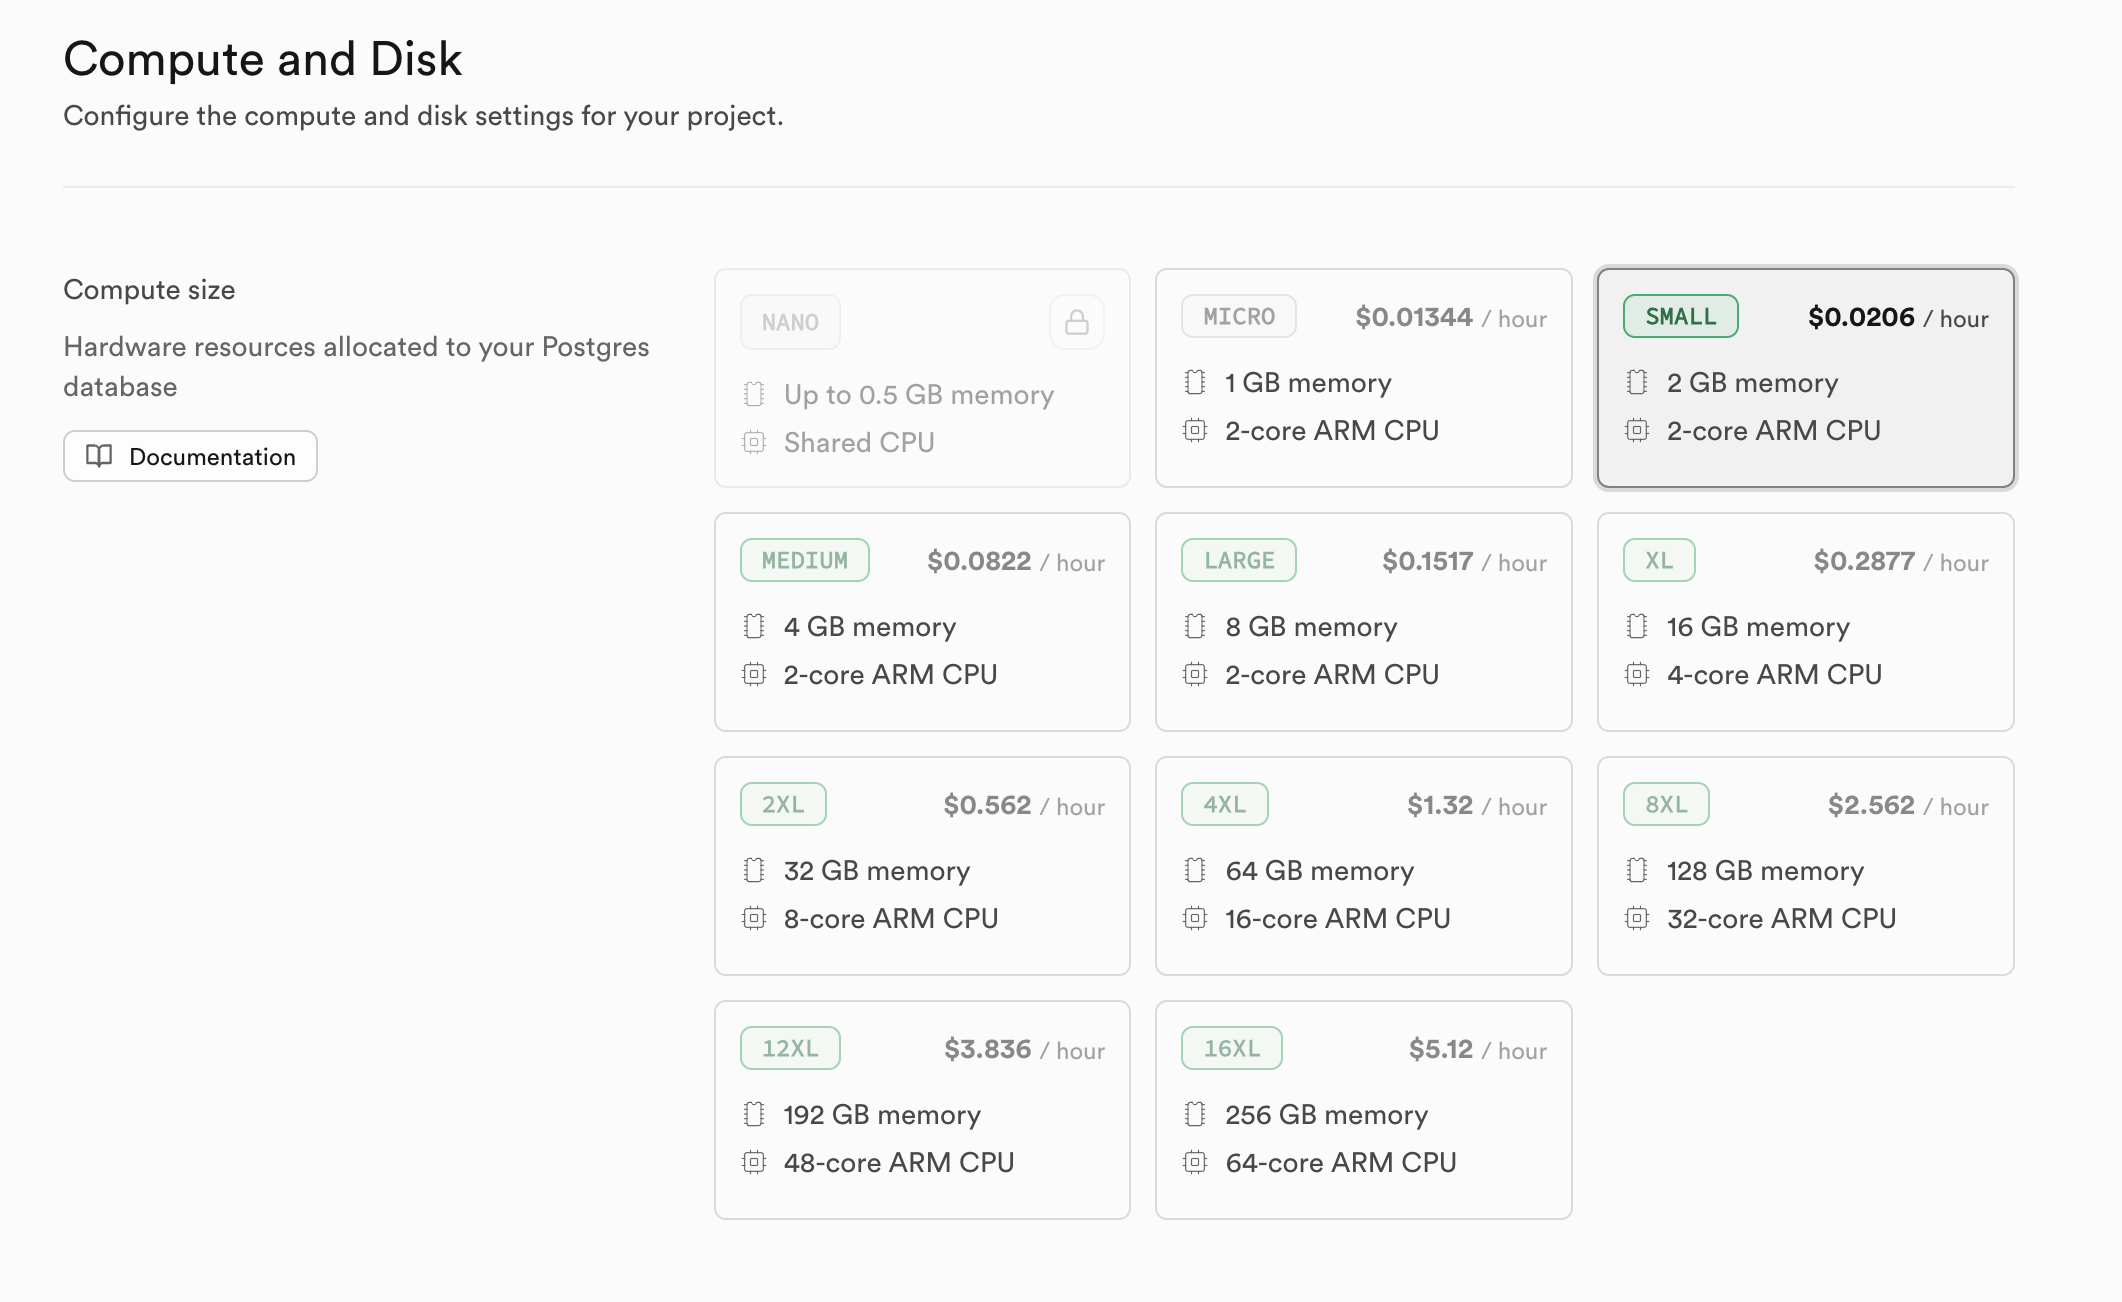 Compute and Disk
Configure the compute and disk settings for your project.
Compute size
Hardware resources allocated to your Postgres
database
Documentation
NANO
Up to 0.5 GB memory
Shared CPU
MICRO $0.01344 / hour
1 GB memory
2-core ARM CPU
SMALL $0.0206 / hour
2 GB memory
2-core ARM CPU
MEDIUM $0.0822 / hour
4 GB memory
2-core ARM CPU
LARGE $0.1517 / hour
8 GB memory
2-core ARM CPU
XL $0.2877 / hour
16 GB memory
4-core ARM CPU
2XL $0.562 / hour
32 GB memory
8-core ARM CPU
4XL $1.32 / hour
64 GB memory
16-core ARM CPU
8XL $2.562 / hour
128 GB memory
32-core ARM CPU
12XL $3.836 / hour
192 GB memory
48-core ARM CPU
16XL $5.12 / hour
256 GB memory
64-core ARM CPU